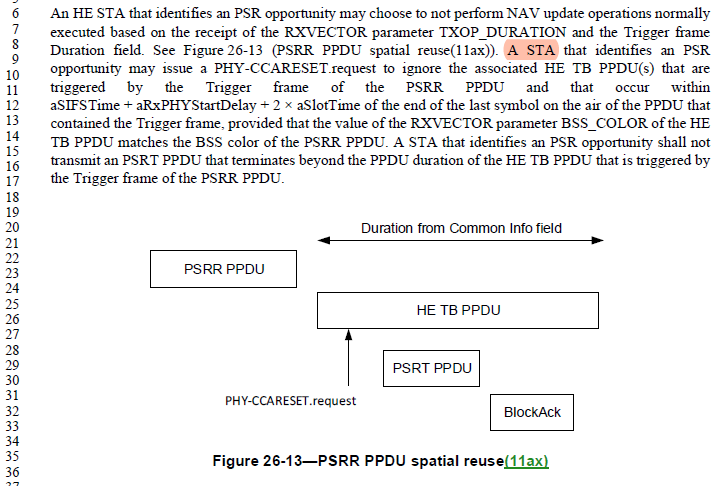 6 An HE STA that identifies an PSR opportunity may choose to not perform NAV update operations normally
7 executed based on the receipt of the RXVECTOR parameter TXOP_DURATION and the Trigger frame
8 Duration field. See Figure 26-13 (PSRR PPDU spatial reuse(11ax)). A STA that identifies an PSR
9
10 opportunity may issue a PHY-CCARESET.request to ignore the associated HE TB PPDU(s) that are
11 triggered by the Trigger frame of the PSRR PPDU and that occur within
12 aSIFSTime + aRxPHYStartDelay + 2 × aSlotTime of the end of the last symbol on the air of the PPDU that
13 contained the Trigger frame, provided that the value of the RXVECTOR parameter BSS_COLOR of the HE
14 TB PPDU matches the BSS color of the PSRR PPDU. A STA that identifies an PSR opportunity shall not
15
16 transmit an PSRT PPDU that terminates beyond the PPDU duration of the HE TB PPDU that is triggered by
17 the Trigger frame of the PSRR PPDU.
18
19
20 Duration from Common Info field
21
22
23 PSRR PPDU
24
25
26 HE TB PPDU
27
28
29 PSRT PPDU
30
31 PHY-CCARESET.request
32 BlockAck
33
34
35 Figure 26-13—PSRR PPDU spatial reuse(11ax)
36